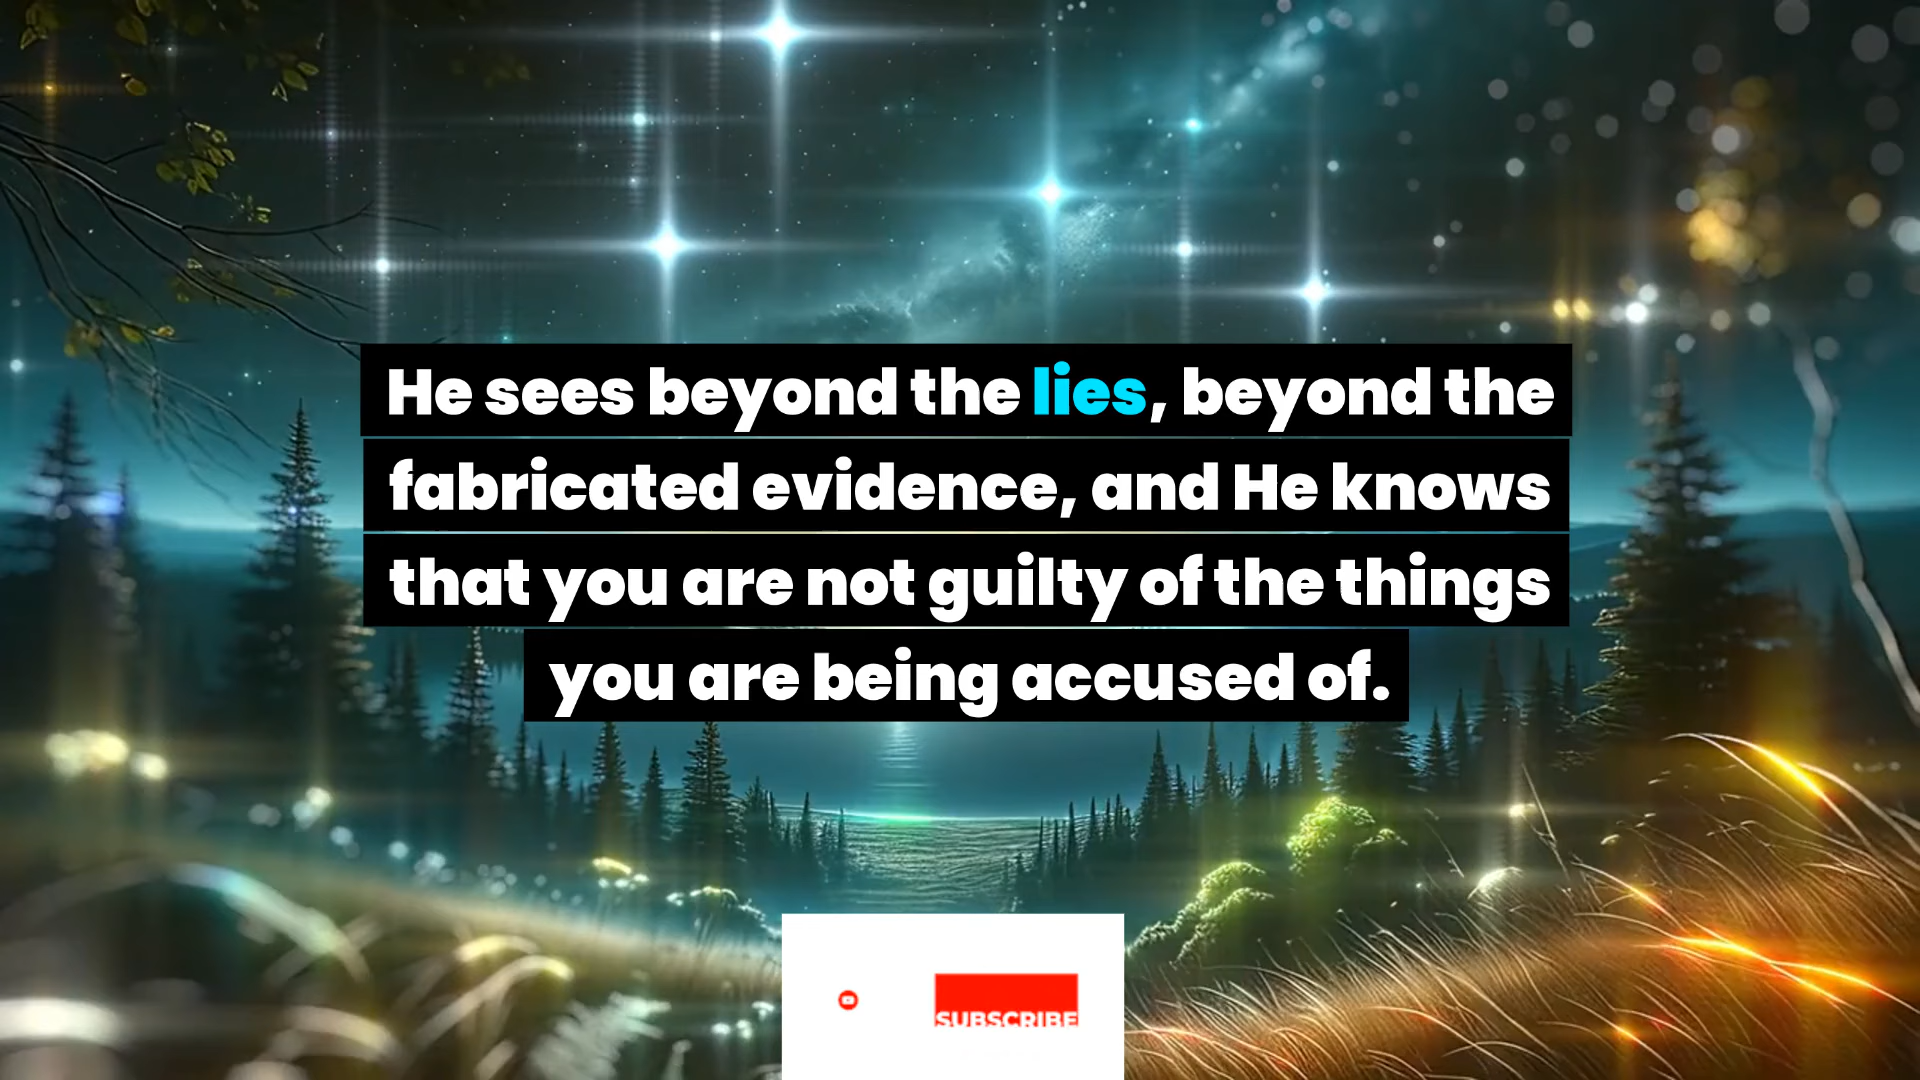 He sees beyond the lies, beyond the
fabricated evidence, and He knows
that you are not guilty of the things
you are being accused of.
SUBSCRIBE